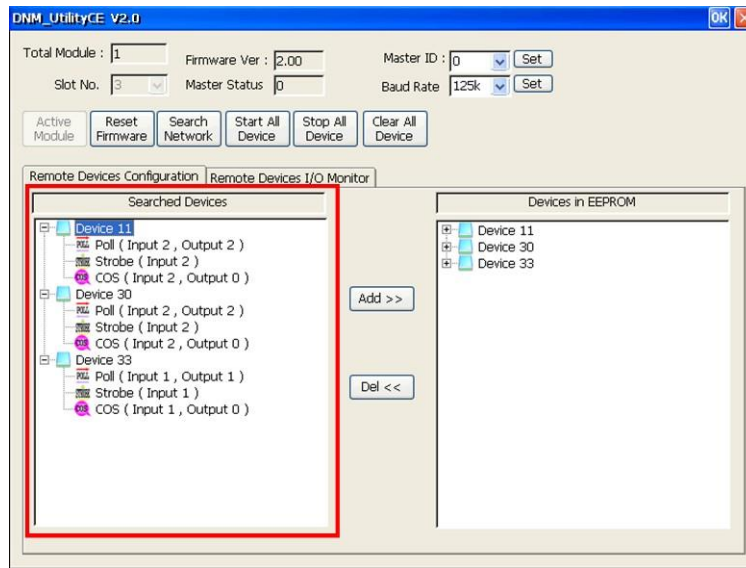 DNM_UtilityCE V2.0 OK
Total Module : 1 Firmware Ver : 2.00 Master ID : 0 Set
Slot No. 3 Master Status 0 Baud Rate 125k Set
Active Module Reset Firmware Search Network Start All Device Stop All Device Clear All Device
Remote Devices Configuration Remote Devices I/O Monitor
Searched Devices
Device 11
Poll ( Input 2 , Output 2 )
Strobe ( Input 2 )
COS ( Input 2 , Output 0 )
Device 30
Poll ( Input 2 , Output 2 )
Strobe ( Input 2 )
COS ( Input 2 , Output 0 )
Device 33
Poll ( Input 1 , Output 1 )
Strobe ( Input 1 )
COS ( Input 1 , Output 0 )
Add >>
Del <<
Devices in EEPROM
Device 11
Device 30
Device 33